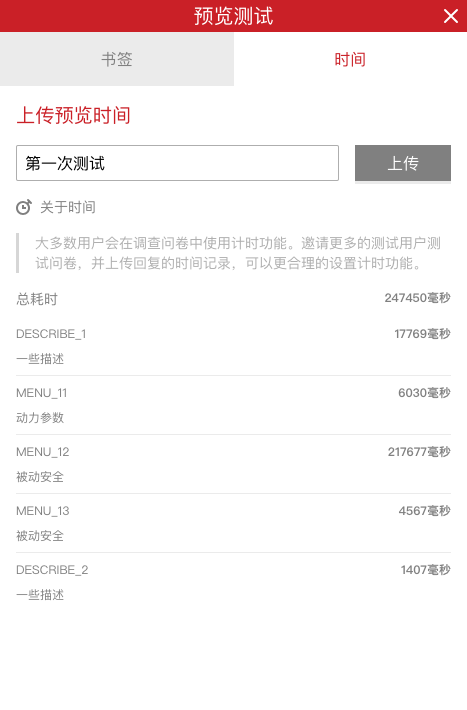 预览测试
书签
时间
上传预览时间
第一次测试
上传
关于时间
大多数用户会在调查问卷中使用计时功能。邀请更多的测试用户测
试问卷，并上传回复的时间记录，可以更合理的设置计时功能。
总耗时 247450毫秒
DESCRIBE_1 17769毫秒
一些描述
MENU_11 6030毫秒
动力参数
MENU_12 217677毫秒
被动安全
MENU_13 4567毫秒
被动安全
DESCRIBE_2 1407毫秒
一些描述